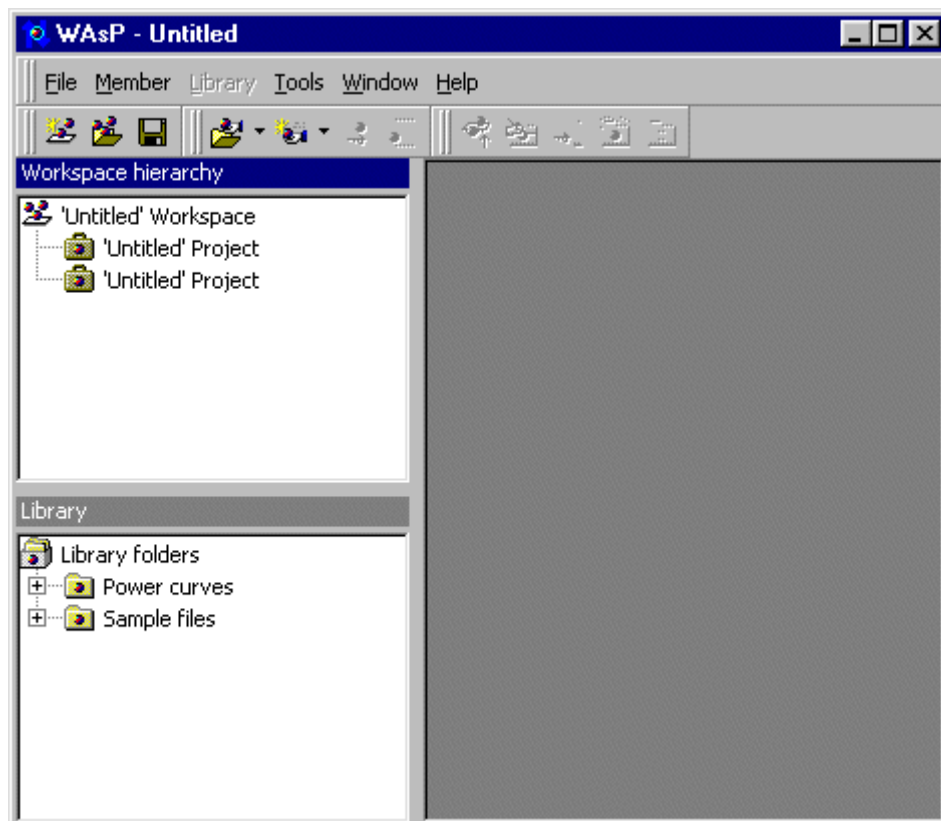 WAsP - Untitled
File Member Library Tools Window Help
Workspace hierarchy
'Untitled' Workspace
'Untitled' Project
'Untitled' Project
Library
Library folders
Power curves
Sample files